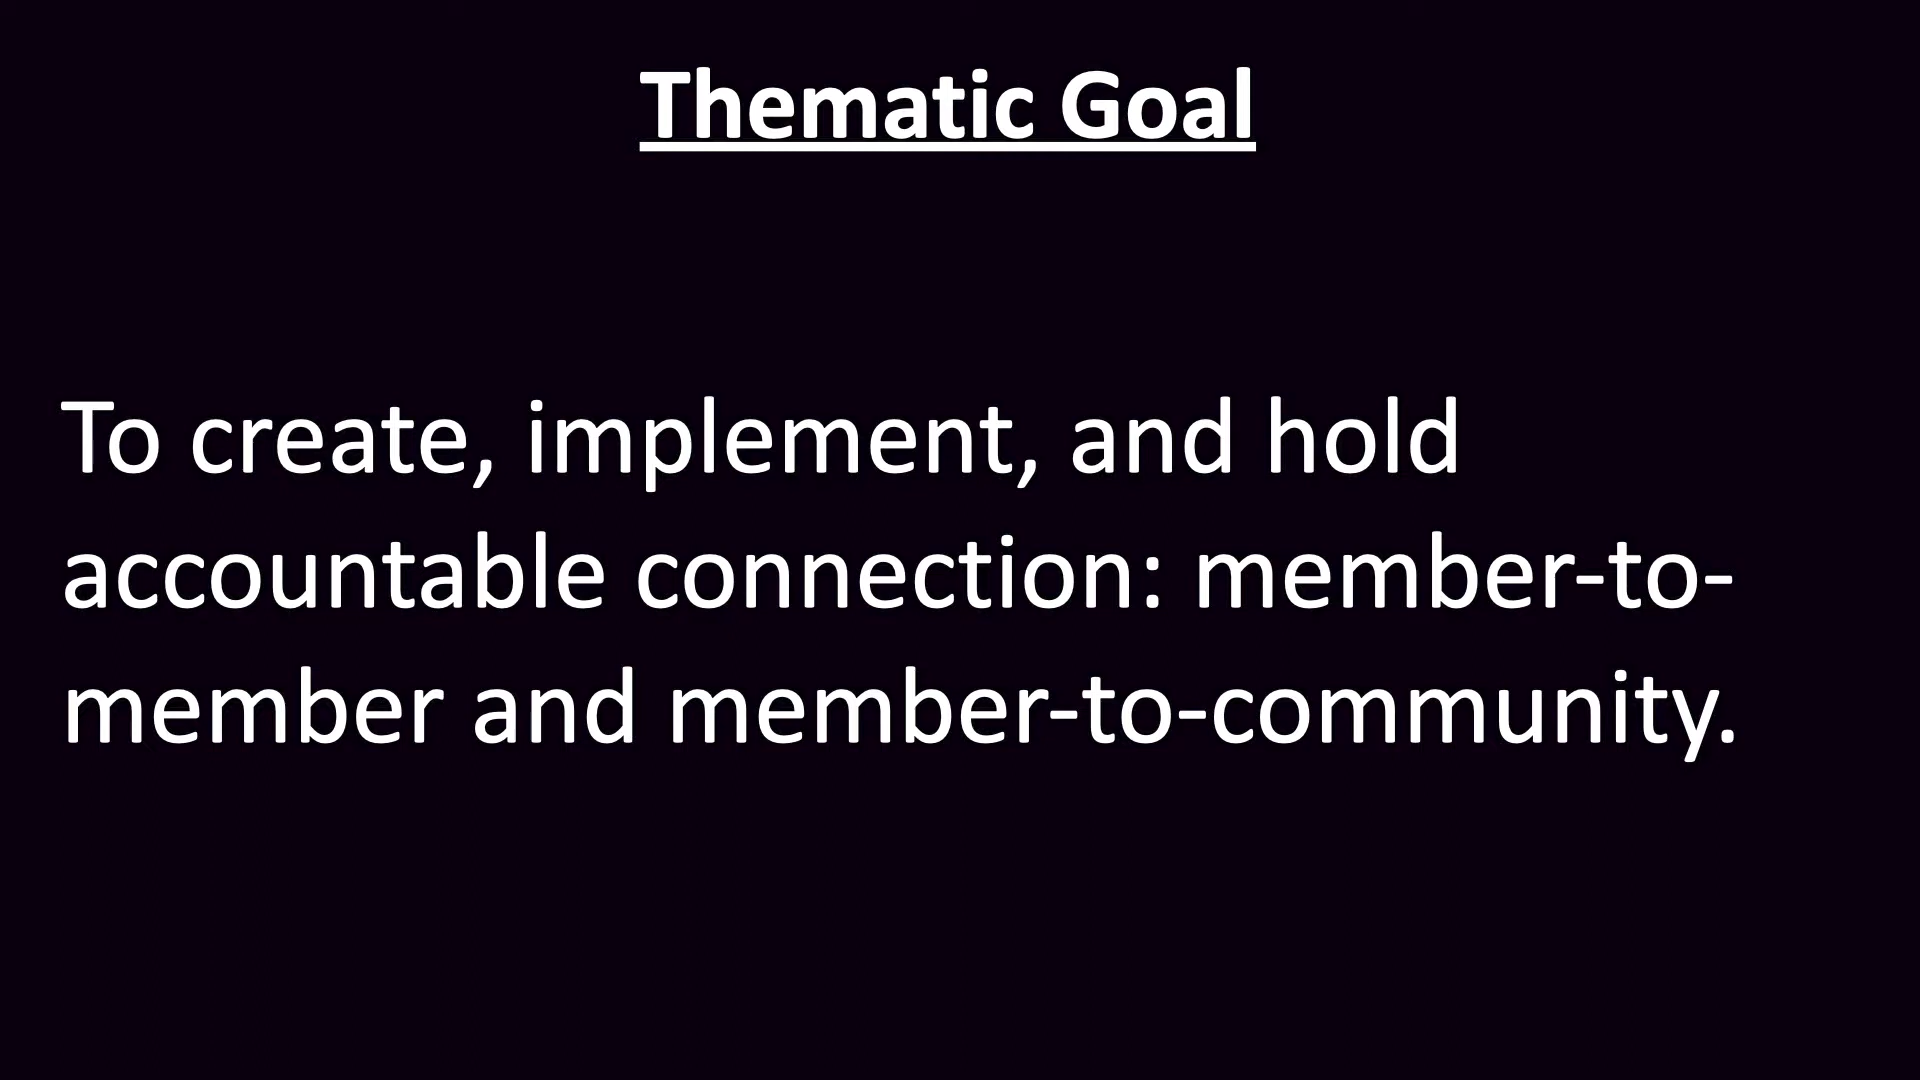 Thematic Goal
To create, implement, and hold
accountable connection: member-to-
member and member-to-community.